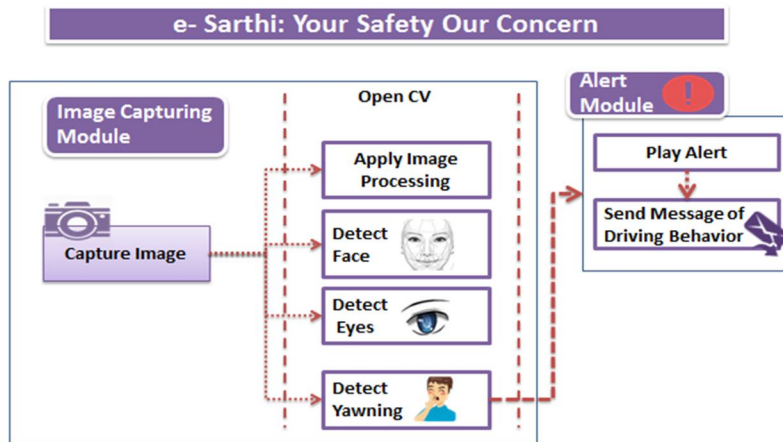 e- Sarthi: Your Safety Our Concern
Image Capturing
Module
Open CV
Alert
Module
!
Capture Image
Apply Image
Processing
Detect
Face
Detect
Eyes
Detect
Yawning
Play Alert
Send Message of
Driving Behavior